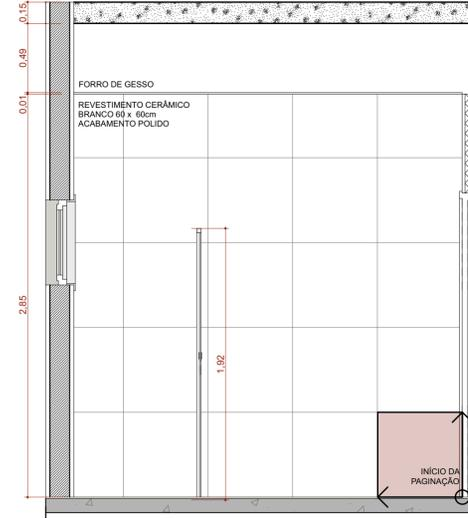 0,15
0,49
FORRO DE GESSO
0,01
REVESTIMENTO CERÂMICO
BRANCO 60 x 60cm
ACABAMENTO POLIDO
2,85
1,92
INÍCIO DA
PAGINAÇÃO